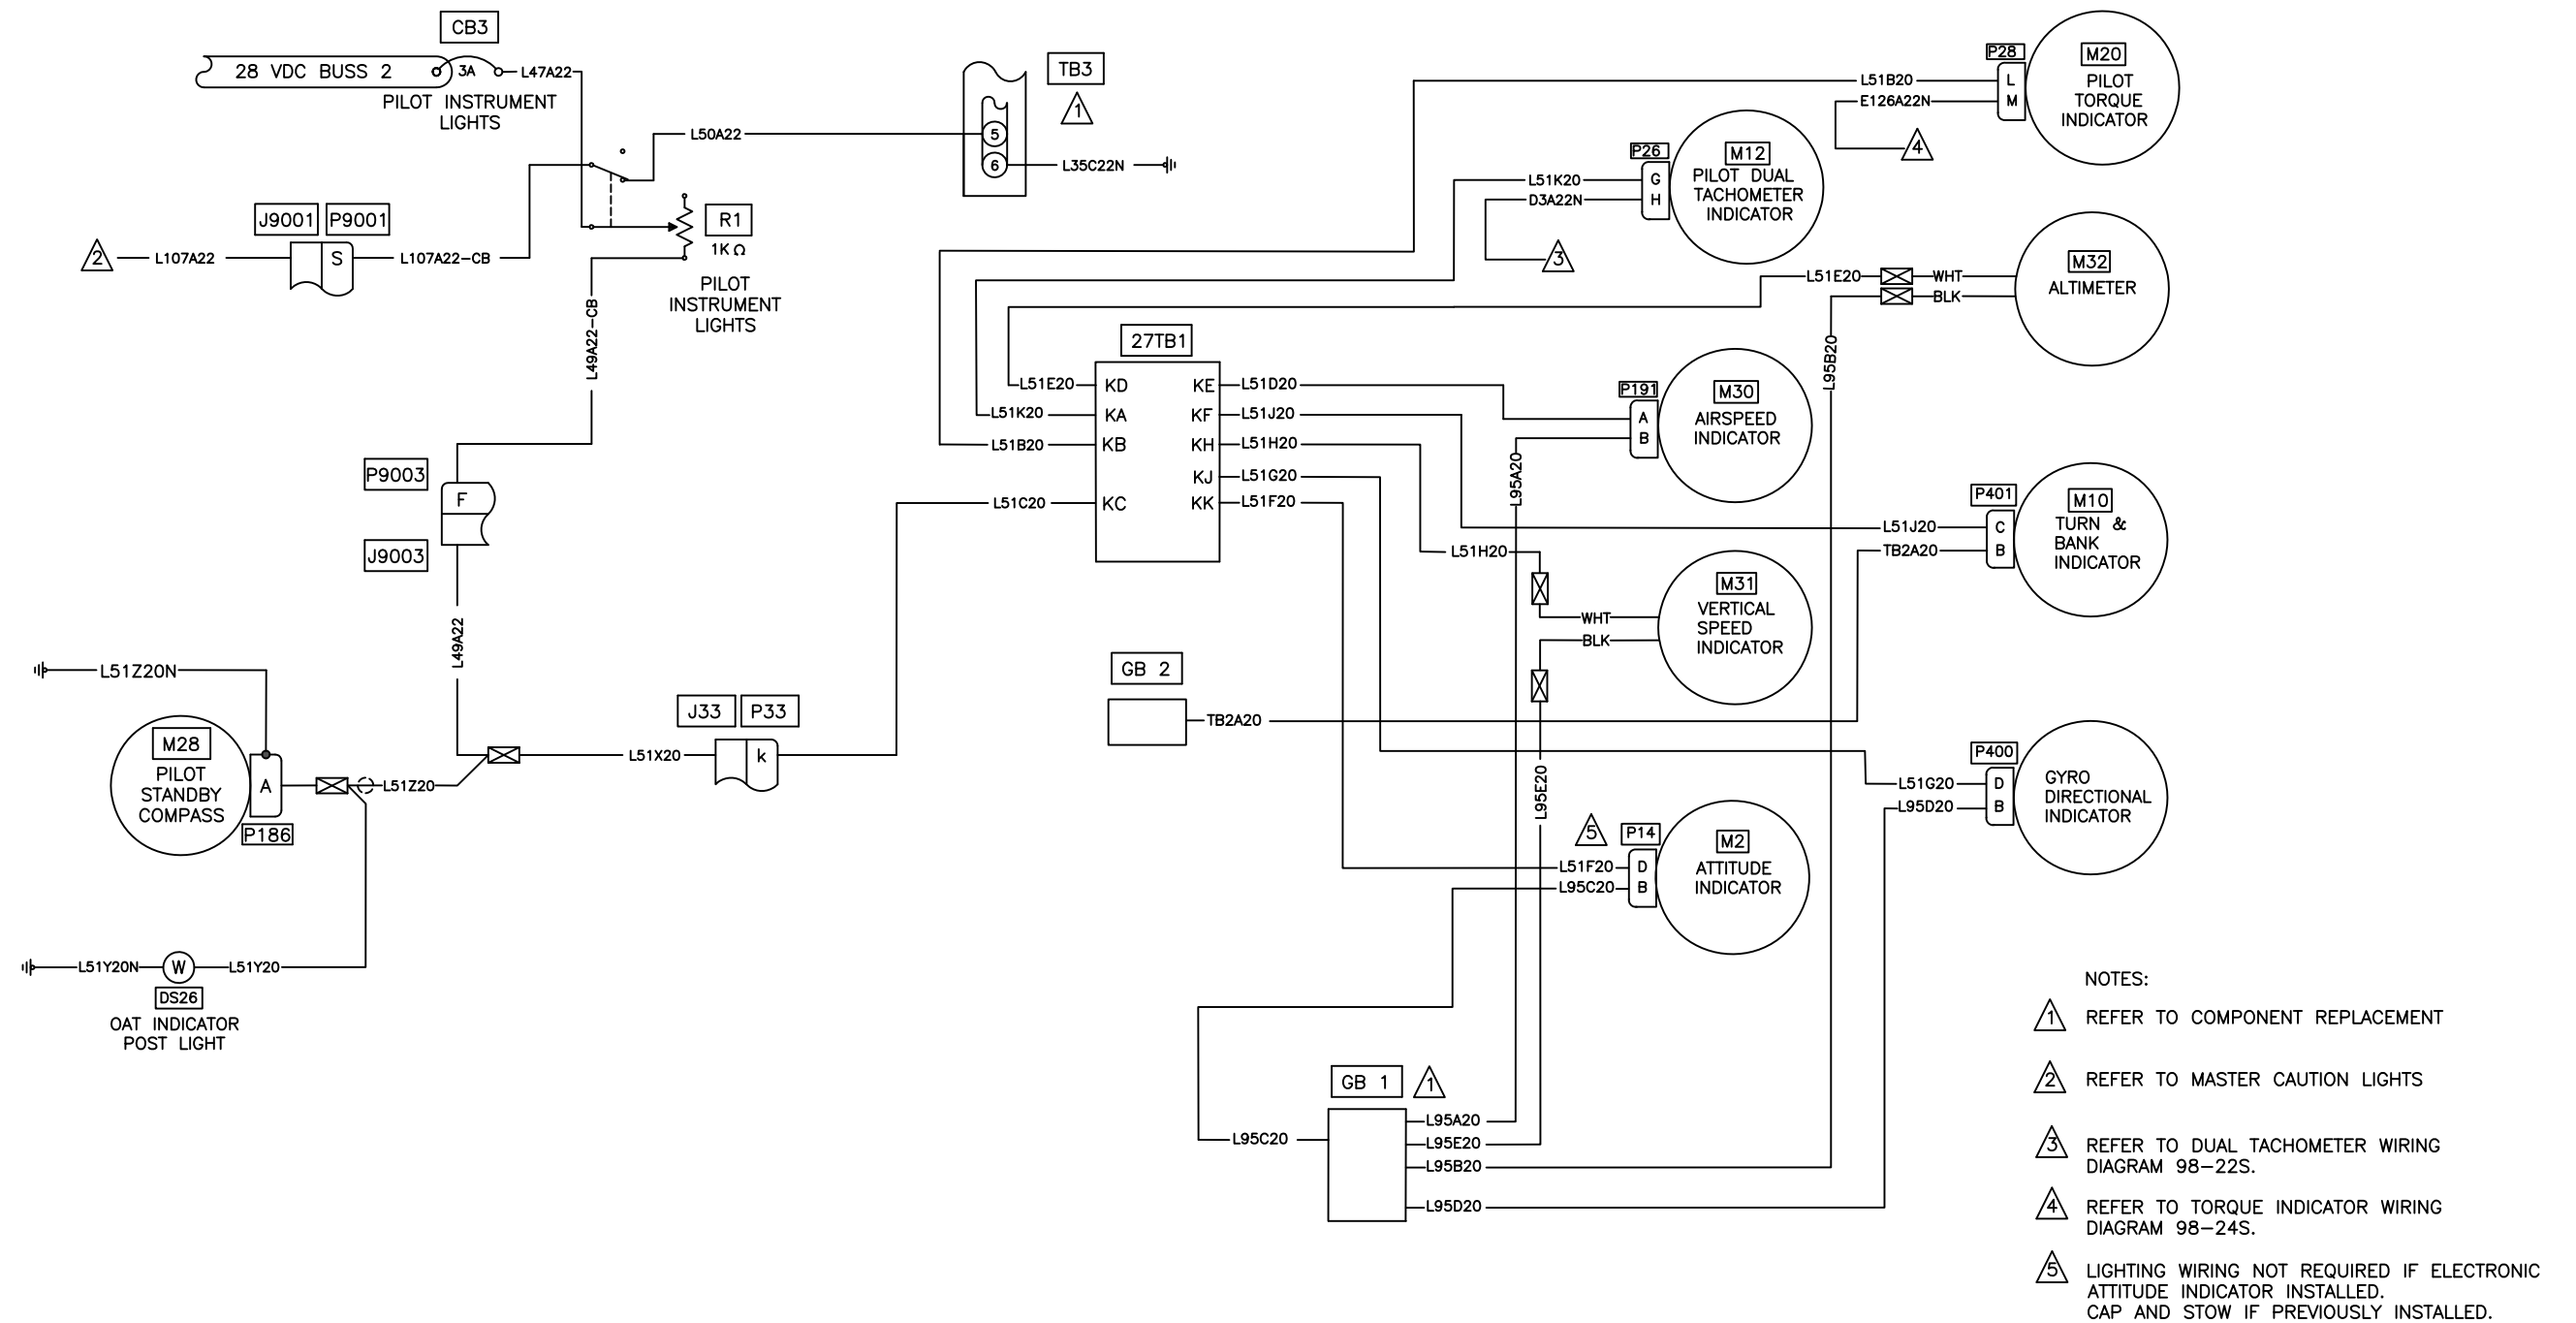 CB3
28 VDC BUSS 2
3A
L47A22
PILOT INSTRUMENT
LIGHTS
L50A22
TB3
1
5
6
L35C22N
J9001
P9001
2
L107A22
S
L107A22-CB
R1
1K Ω
PILOT
INSTRUMENT
LIGHTS
L49A22-CB
P9003
F
J9003
L49A22
L51Z20N
M28
PILOT
STANDBY
COMPASS
A
P186
L51Z20
L51X20
J33
P33
k
L51Y20N
W
L51Y20
DS26
OAT INDICATOR
POST LIGHT
27TB1
L51E20
KD
L51K20
KA
L51B20
KB
L51C20
KC
KE
L51D20
KF
L51J20
KH
L51H20
KJ
L51G20
KK
L51F20
P28
L51B20
L
E126A22N
M
4
M20
PILOT
TORQUE
INDICATOR
P26
L51K20
G
D3A22N
H
3
M12
PILOT DUAL
TACHOMETER
INDICATOR
L51E20
WHT
BLK
L95B20
M32
ALTIMETER
P191
A
B
L95A20
M30
AIRSPEED
INDICATOR
P401
L51J20
C
TB2A20
B
M10
TURN &
BANK
INDICATOR
L51H20
WHT
BLK
L95E20
M31
VERTICAL
SPEED
INDICATOR
GB 2
TB2A20
P400
L51G20
D
L95D20
B
GYRO
DIRECTIONAL
INDICATOR
5
P14
L51F20
D
L95C20
B
M2
ATTITUDE
INDICATOR
GB 1
1
L95C20
L95A20
L95E20
L95B20
L95D20
NOTES:
1 REFER TO COMPONENT REPLACEMENT
2 REFER TO MASTER CAUTION LIGHTS
3 REFER TO DUAL TACHOMETER WIRING
DIAGRAM 98-22S.
4 REFER TO TORQUE INDICATOR WIRING
DIAGRAM 98-24S.
5 LIGHTING WIRING NOT REQUIRED IF ELECTRONIC
ATTITUDE INDICATOR INSTALLED.
CAP AND STOW IF PREVIOUSLY INSTALLED.